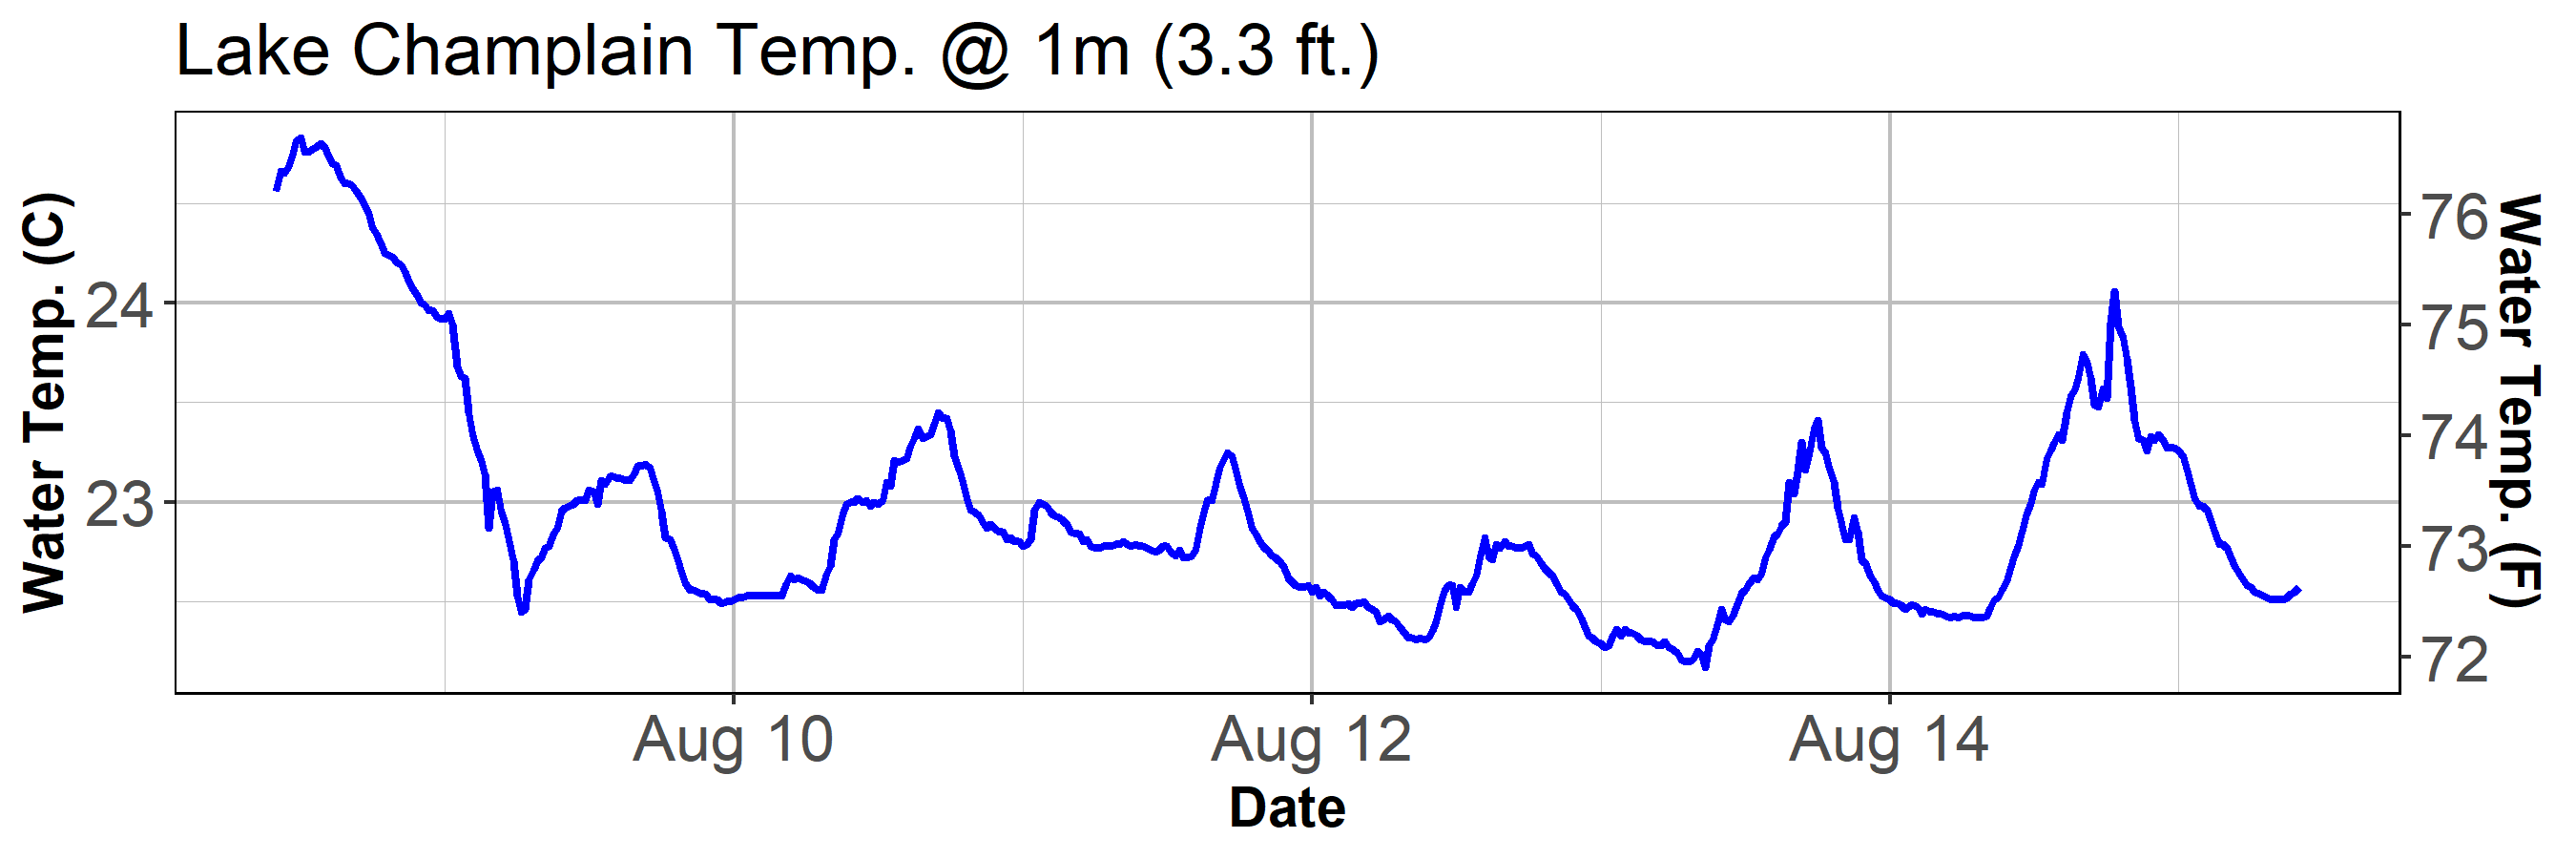 Lake Champlain Temp. @ 1m (3.3 ft.)
Water Temp. (C)
24
23
76
75
74
73
72
Water Temp. (F)
Aug 10
Aug 12
Aug 14
Date